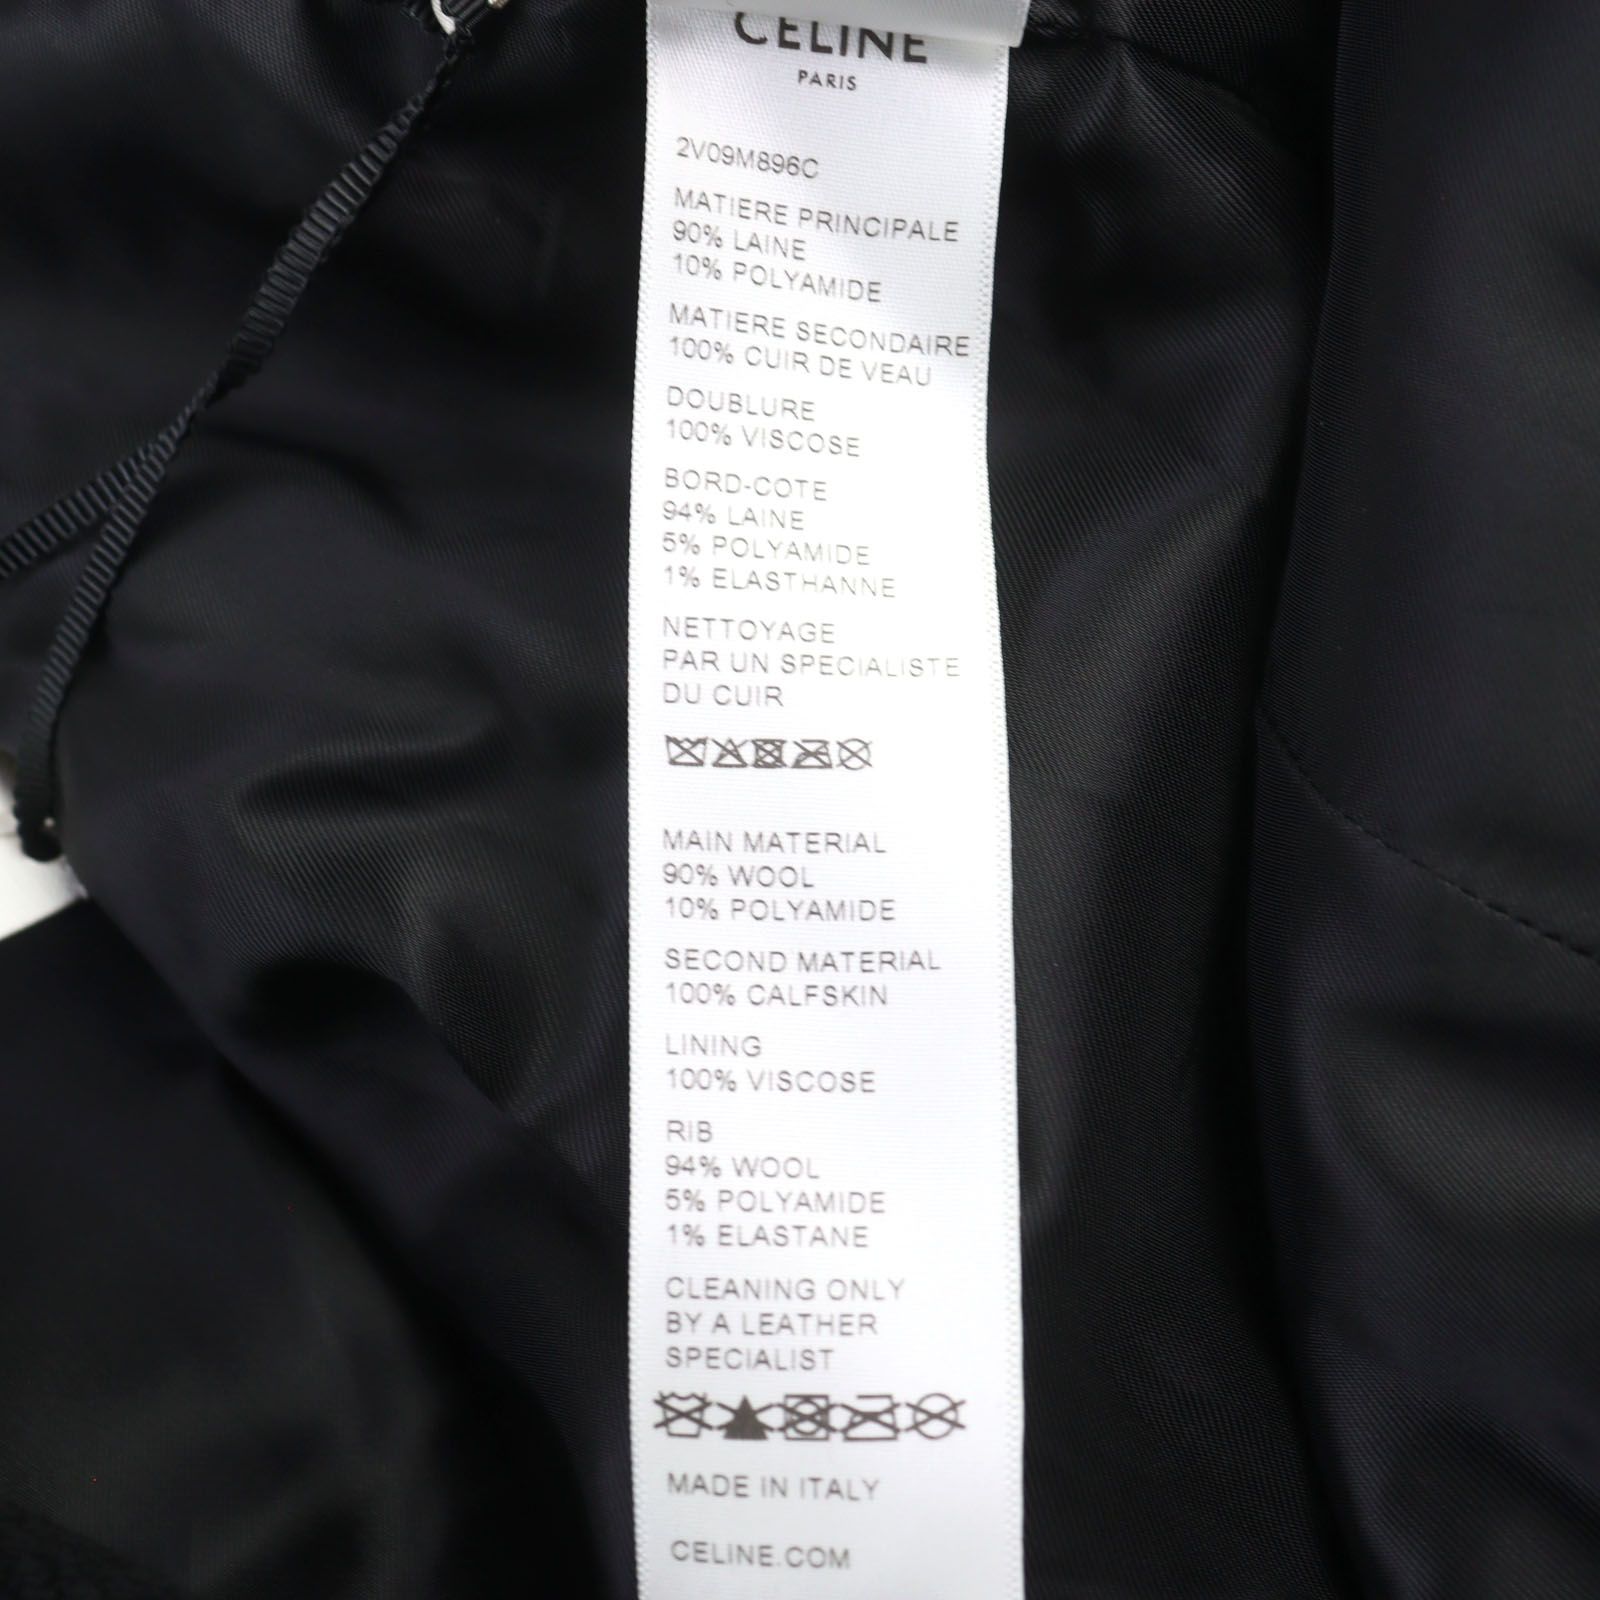 CELINE
PARIS
2V09M896C
MATIERE PRINCIPALE
90% LAINE
10% POLYAMIDE
MATIERE SECONDAIRE
100% CUIR DE VEAU
DOUBLURE
100% VISCOSE
BORD-COTE
94% LAINE
5% POLYAMIDE
1% ELASTHANNE
NETTOYAGE
PAR UN SPECIALISTE
DU CUIR
MAIN MATERIAL
90% WOOL
10% POLYAMIDE
SECOND MATERIAL
100% CALFSKIN
LINING
100% VISCOSE
RIB
94% WOOL
5% POLYAMIDE
1% ELASTANE
CLEANING ONLY
BY A LEATHER
SPECIALIST
MADE IN ITALY
CELINE.COM